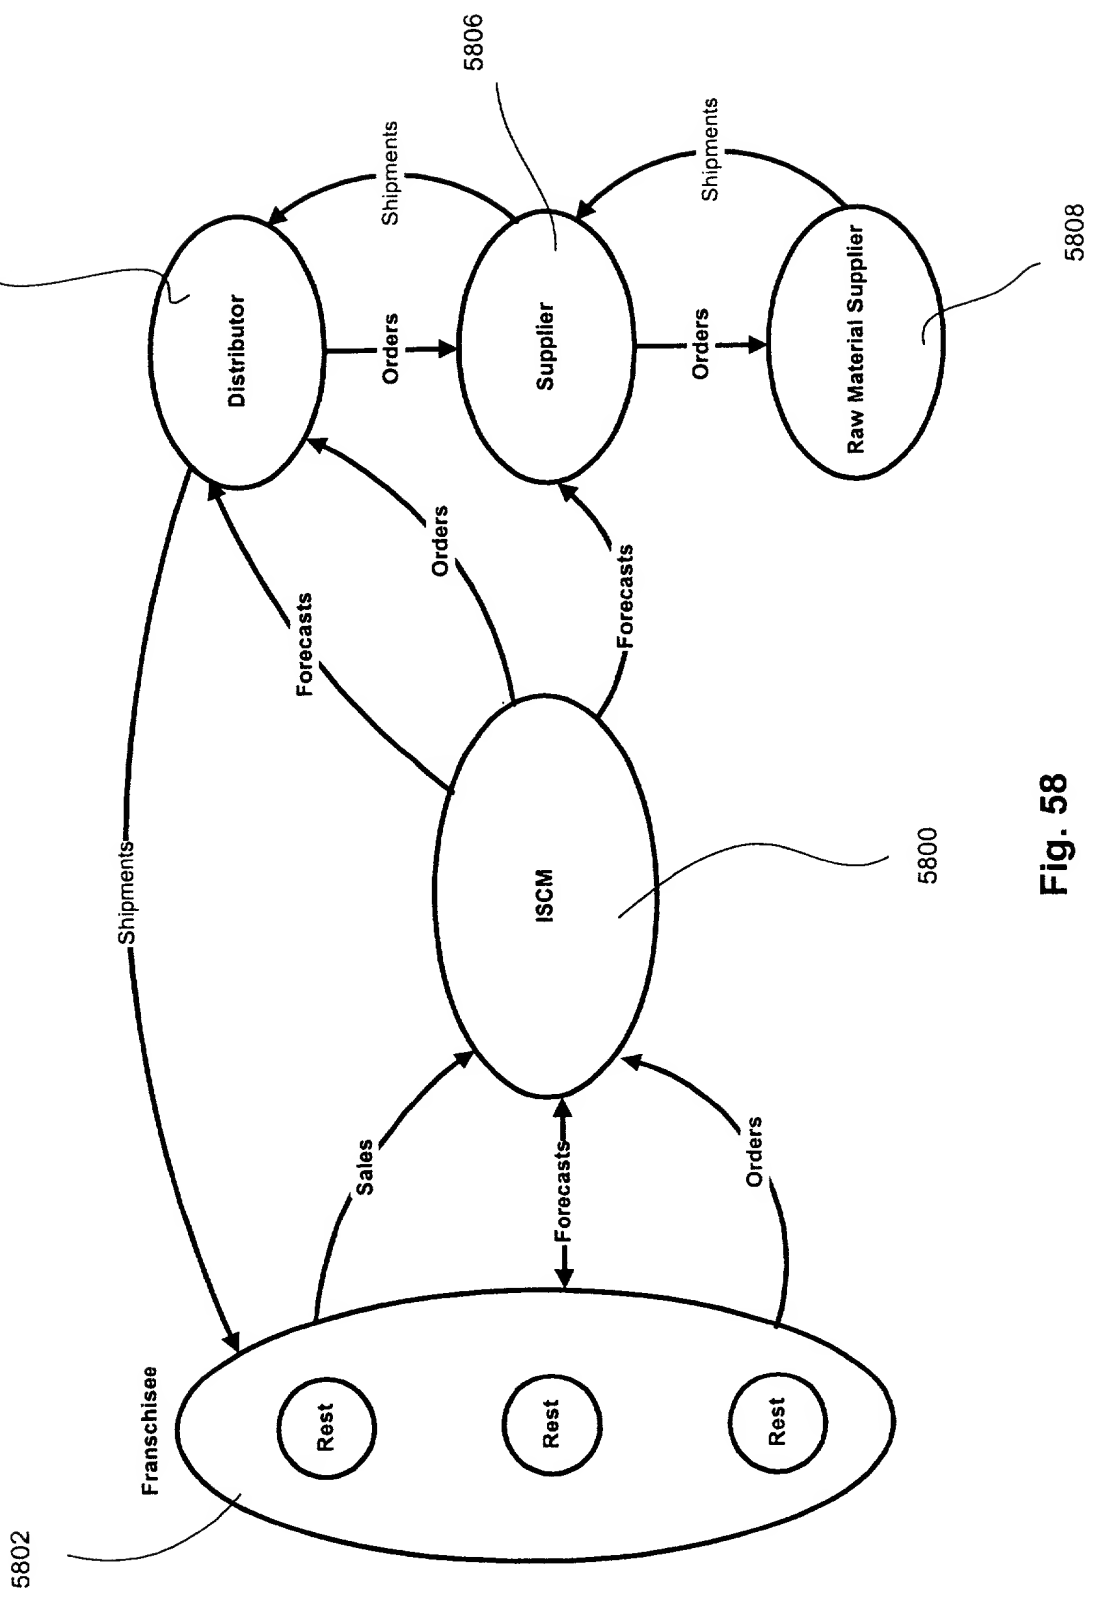 5802
Shipments
Franschisee
Distributor
Forecasts
Rest
Sales
Orders
Shipments
Orders
5806
Rest
Forecasts
ISCM
Supplier
Forecasts
Orders
Shipments
Rest
Orders
Raw Material Supplier
5800
5808
Fig. 58